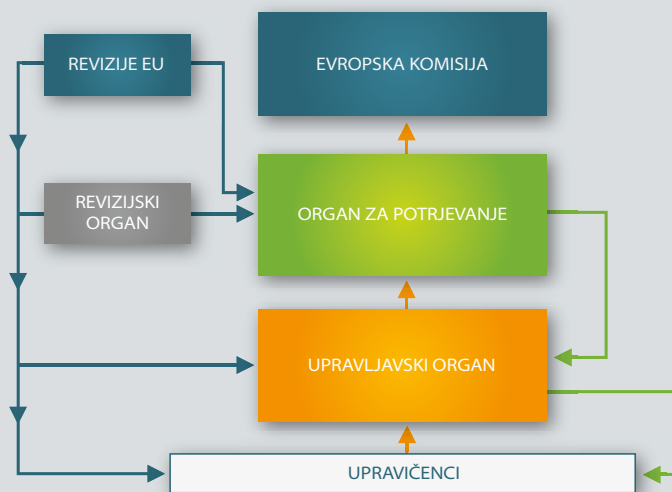 REVIZIJE EU
EVROPSKA KOMISIJA
REVIZIJSKI
ORGAN
ORGAN ZA POTRJEVANJE
UPRAVLJAVSKI ORGAN
UPRAVIČENCI